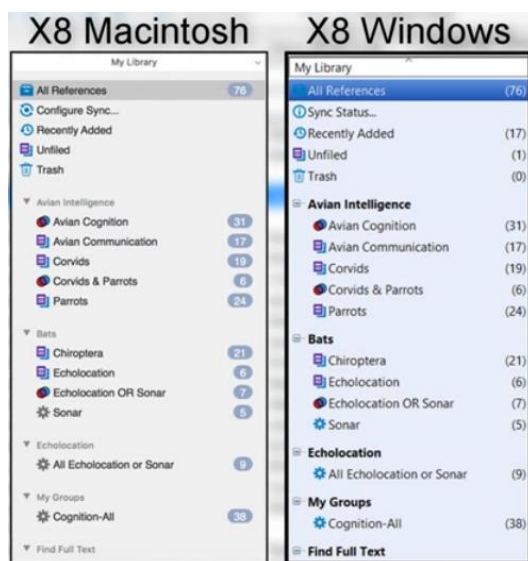 X8 Macintosh
My Library
All References 76
Configure Sync...
Recently Added
Unfiled
Trash
Avian Intelligence
Avian Cognition 31
Avian Communication 17
Corvids 19
Corvids & Parrots 6
Parrots 24
Bats
Chiroptera 21
Echolocation 6
Echolocation OR Sonar 7
Sonar 5
Echolocation
All Echolocation or Sonar 9
My Groups
Cognition-All 38
Find Full Text
X8 Windows
My Library
All References (76)
Sync Status...
Recently Added (17)
Unfiled (1)
Trash (0)
Avian Intelligence
Avian Cognition (31)
Avian Communication (17)
Corvids (19)
Corvids & Parrots (6)
Parrots (24)
Bats
Chiroptera (21)
Echolocation (6)
Echolocation OR Sonar (7)
Sonar (5)
Echolocation
All Echolocation or Sonar (9)
My Groups
Cognition-All (38)
Find Full Text